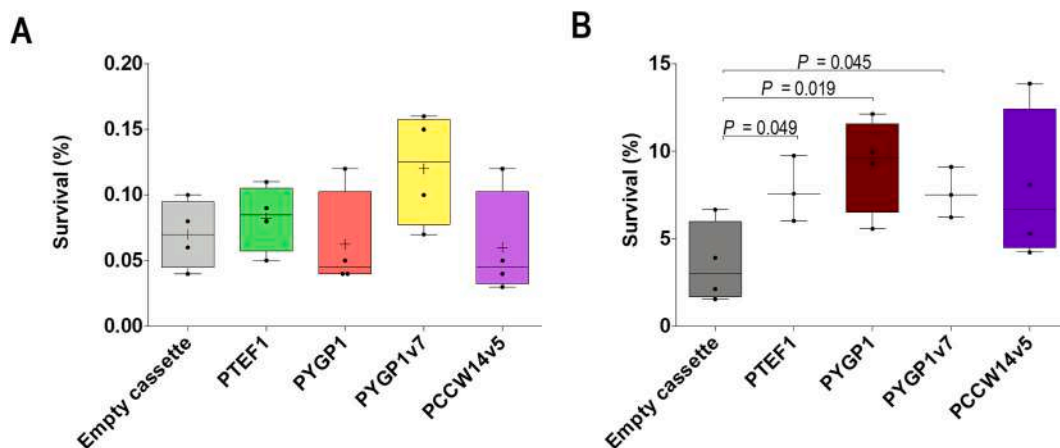 A
Survival (%)
0.20
0.15
0.10
0.05
0.00
Empty cassette
PTEF1
PYGP1
PYGP1v7
PCCW14v5
B
Survival (%)
15
10
5
0
P = 0.045
P = 0.019
P = 0.049
Empty cassette
PTEF1
PYGP1
PYGP1v7
PCCW14v5